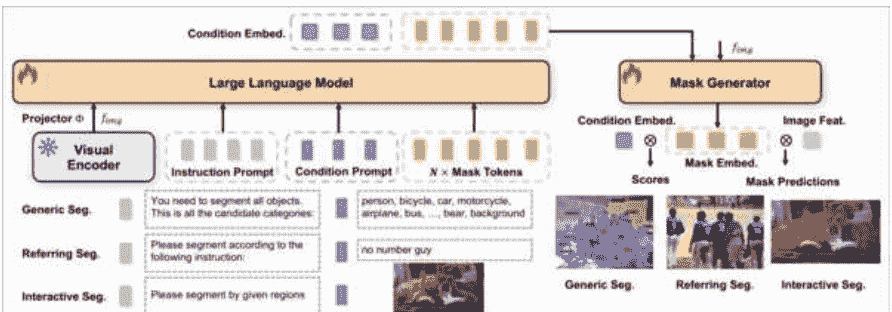 Condition Embed.
f_img
Large Language Model
Mask Generator
Projector Φ
f_img
Condition Embed.
Image Feat.
Visual Encoder
Mask Embed.
Instruction Prompt
Condition Prompt
N × Mask Tokens
Scores
Mask Predictions
Generic Seg.
You need to segment all objects.
This is all the candidate categories:
person, bicycle, car, motorcycle,
airplane, bus, ..., bear, background
Referring Seg.
Please segment according to the
following instruction:
no number guy
Interactive Seg.
Please segment by given regions
Generic Seg.
Referring Seg.
Interactive Seg.